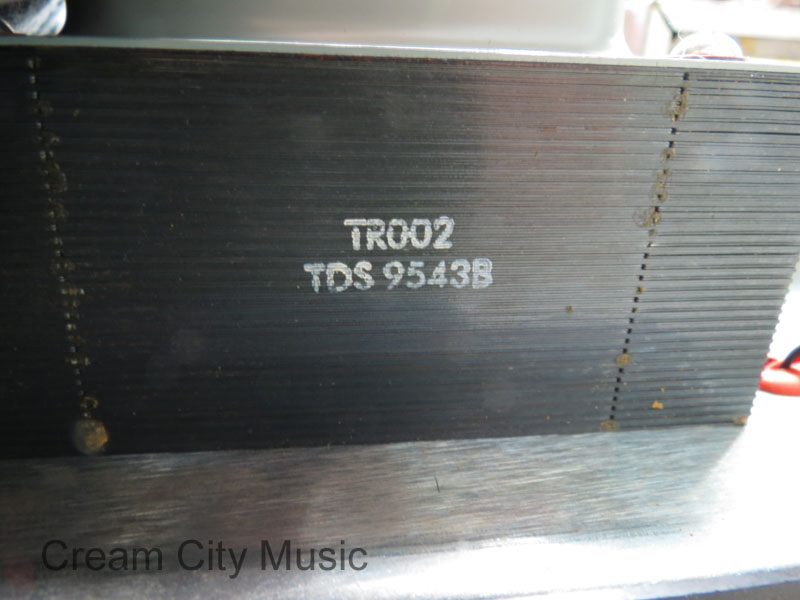 TR002
TDS 9543B
Cream City Music